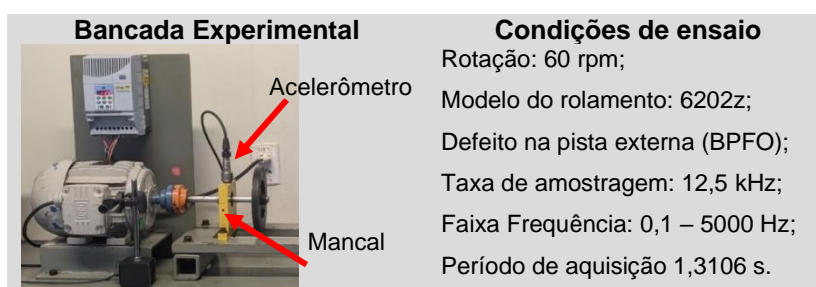 Bancada Experimental
Condições de ensaio
Acelerômetro
Mancal
Rotação: 60 rpm;
Modelo do rolamento: 6202z;
Defeito na pista externa (BPFO);
Taxa de amostragem: 12,5 kHz;
Faixa Frequência: 0,1 – 5000 Hz;
Período de aquisição 1,3106 s.